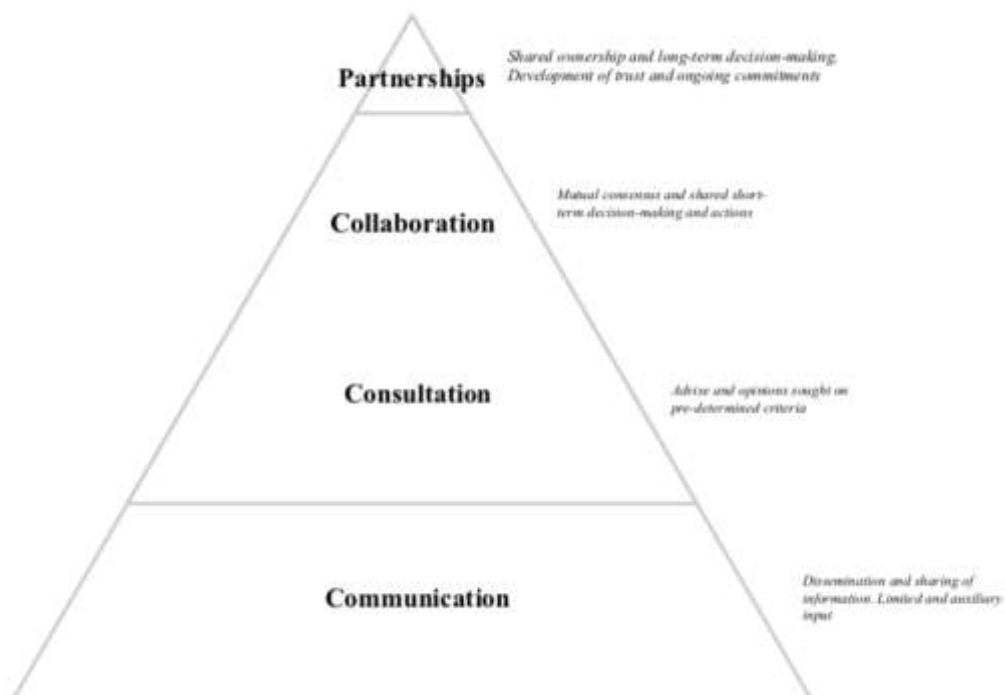 Partnerships
Shared ownership and long-term decision-making.
Development of trust and ongoing commitments
Collaboration
Mutual consensus and shared short-
term decision-making and actions
Consultation
Advise and opinions sought on
pre-determined criteria
Communication
Dissemination and sharing of
information. Limited and auxiliary
input